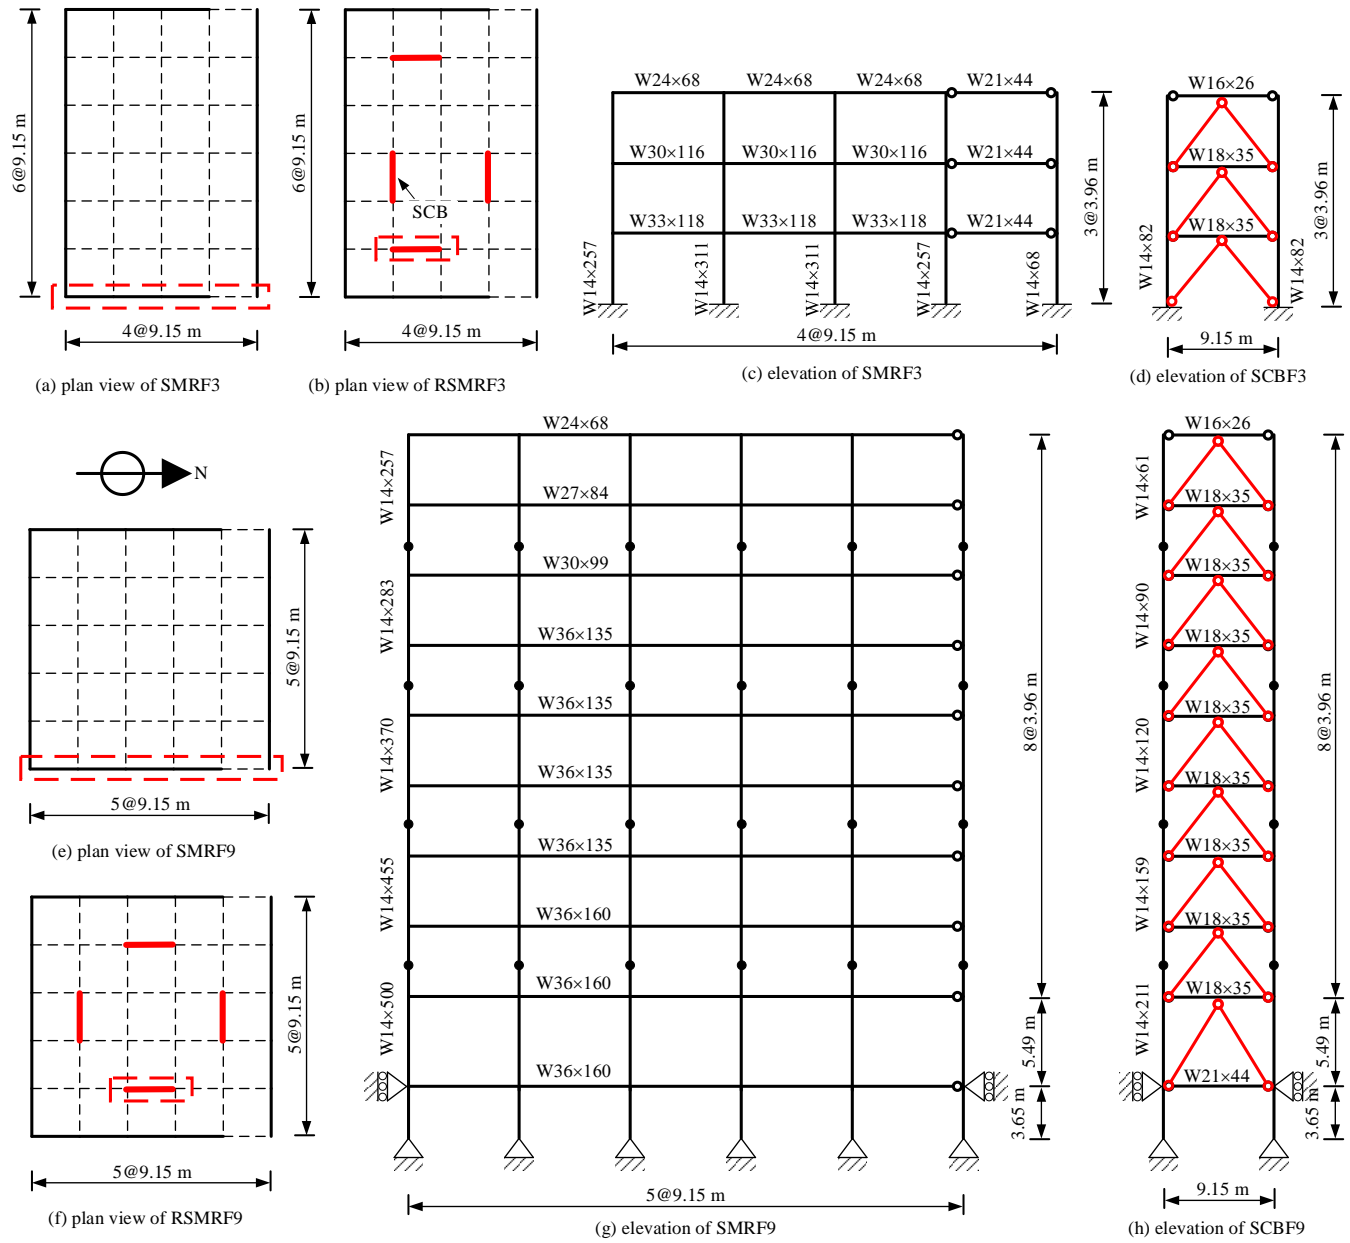 6@9.15 m
4@9.15 m
(a) plan view of SMRF3
6@9.15 m
SCB
4@9.15 m
(b) plan view of RSMRF3
W24×68 W24×68 W24×68 W21×44
W30×116 W30×116 W30×116 W21×44
W33×118 W33×118 W33×118 W21×44
W14×257 W14×311 W14×311 W14×257 W14×68
3@3.96 m
4@9.15 m
(c) elevation of SMRF3
W16×26
W18×35
W18×35
W14×82 W14×82
3@3.96 m
9.15 m
(d) elevation of SCBF3
N
5@9.15 m
5@9.15 m
(e) plan view of SMRF9
5@9.15 m
5@9.15 m
(f) plan view of RSMRF9
W24×68
W14×257
W27×84
W30×99
W14×283
W36×135
W36×135
W14×370
W36×135
W36×135
W14×455
W36×160
W36×160
W14×500
W36×160
8@3.96 m
5.49 m
3.65 m
5@9.15 m
(g) elevation of SMRF9
W16×26
W14×61
W18×35
W18×35
W14×90
W18×35
W18×35
W14×120
W18×35
W18×35
W14×159
W18×35
W18×35
W14×211
W21×44
8@3.96 m
5.49 m
3.65 m
9.15 m
(h) elevation of SCBF9